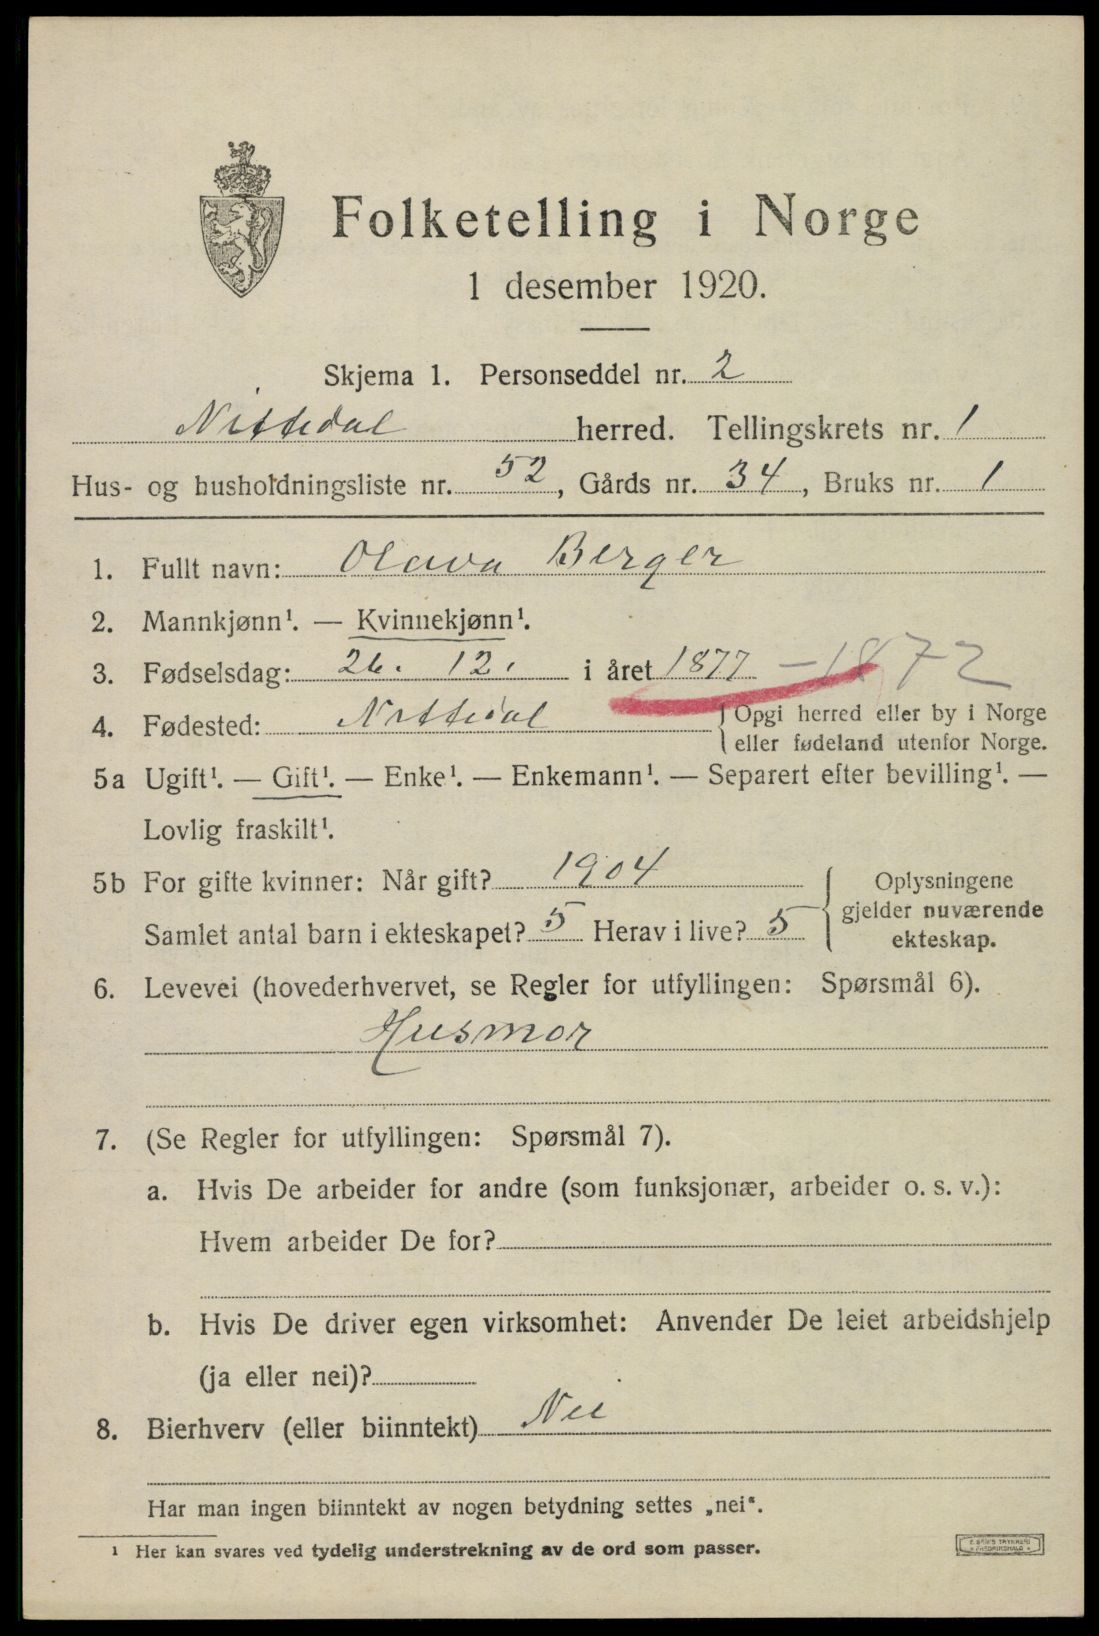 Folketelling i Norge
1 desember 1920.
Skjema 1. Personseddel nr. 2
Nittedal herred. Tellingskrets nr. 1
Hus- og husholdningsliste nr. 52, Gårds nr. 34, Bruks nr. 1
1. Fullt navn: Olava Berger
2. Mannkjønn¹. — Kvinnekjønn¹.
3. Fødselsdag: 26. 12. i året 1877 – 1872
4. Fødested: Nittedal { Opgi herred eller by i Norge
eller fødeland utenfor Norge.
5a Ugift¹. — Gift¹. — Enke¹. — Enkemann¹. — Separert efter bevilling¹. —
Lovlig fraskilt¹.
5b For gifte kvinner: Når gift? 1904
Samlet antal barn i ekteskapet? 5 Herav i live? 5
Oplysningene
gjelder nuværende
ekteskap.
6. Levevei (hovederhvervet, se Regler for utfyllingen: Spørsmål 6).
Husmor
7. (Se Regler for utfyllingen: Spørsmål 7).
a. Hvis De arbeider for andre (som funksjonær, arbeider o. s. v.):
Hvem arbeider De for?
b. Hvis De driver egen virksomhet: Anvender De leiet arbeidshjelp
(ja eller nei)?
8. Bierhverv (eller biinntekt) Nei
Har man ingen biinntekt av nogen betydning settes „nei“.
¹ Her kan svares ved tydelig understrekning av de ord som passer.